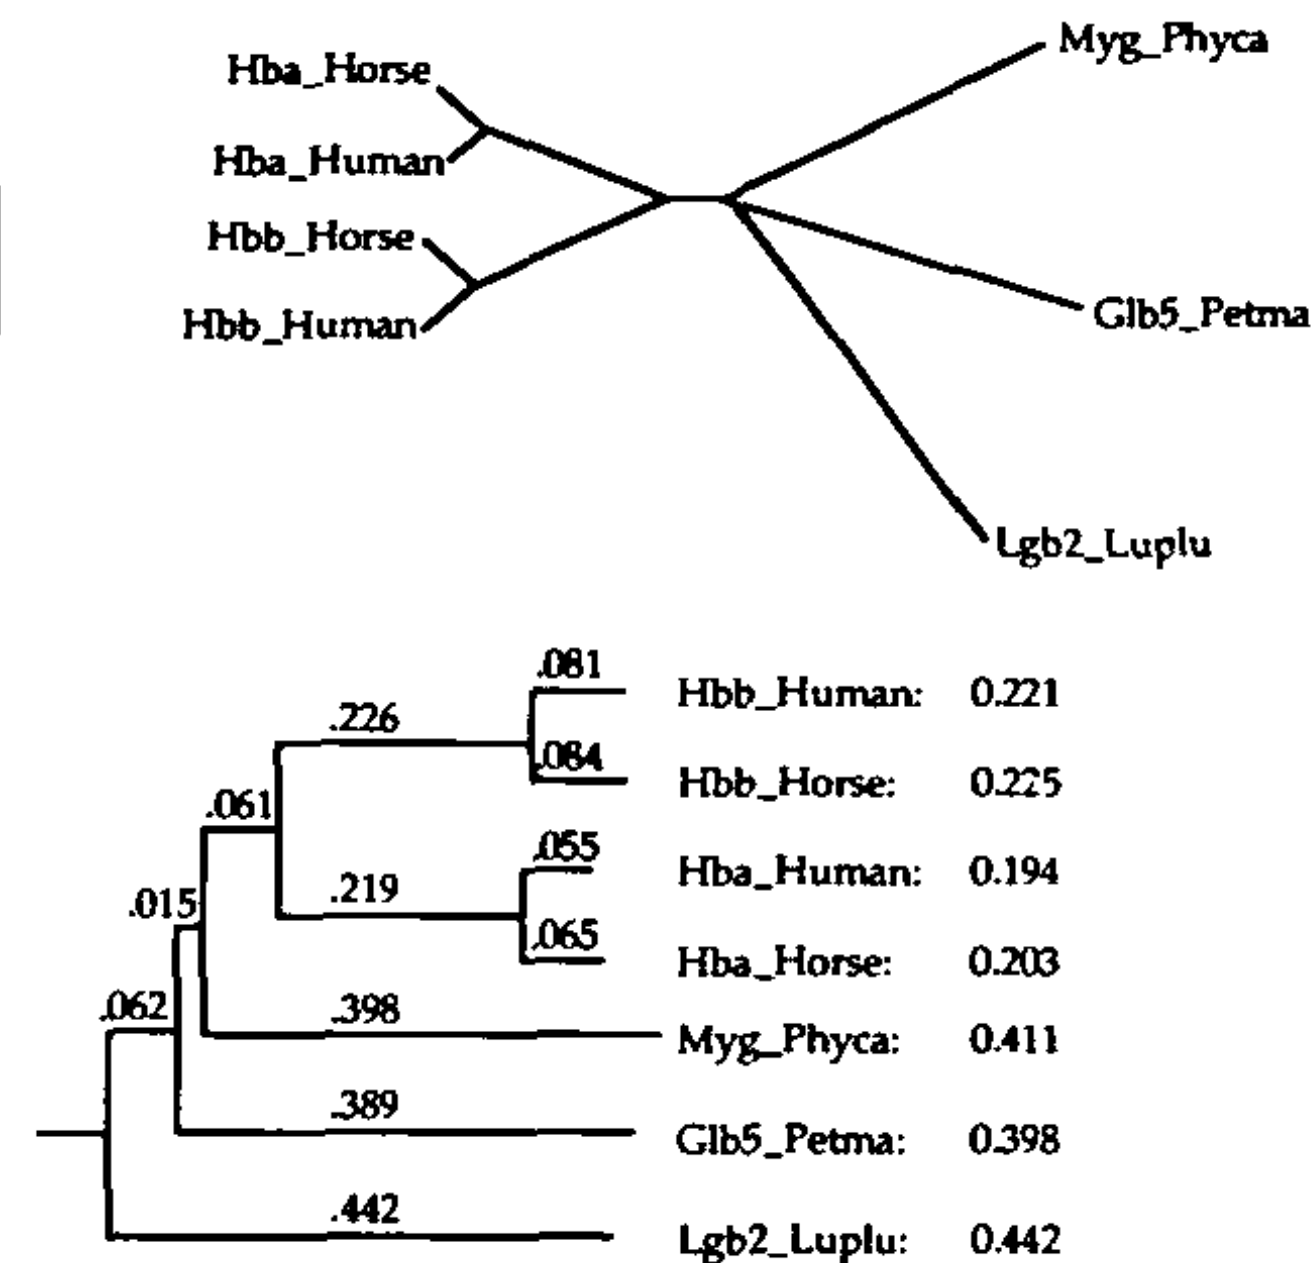 Myg_Phyca
Hba_Horse
Hba_Human
Hbb_Horse
Glb5_Petma
Hbb_Human
Lgb2_Luplu
.081
Hbb_Human: 0.221
.226
.084
Hbb_Horse: 0.225
.061
.055
Hba_Human: 0.194
.219
.015
.065
Hba_Horse: 0.203
.062
.398
Myg_Phyca: 0.411
.389
Glb5_Petma: 0.398
.442
Lgb2_Luplu: 0.442